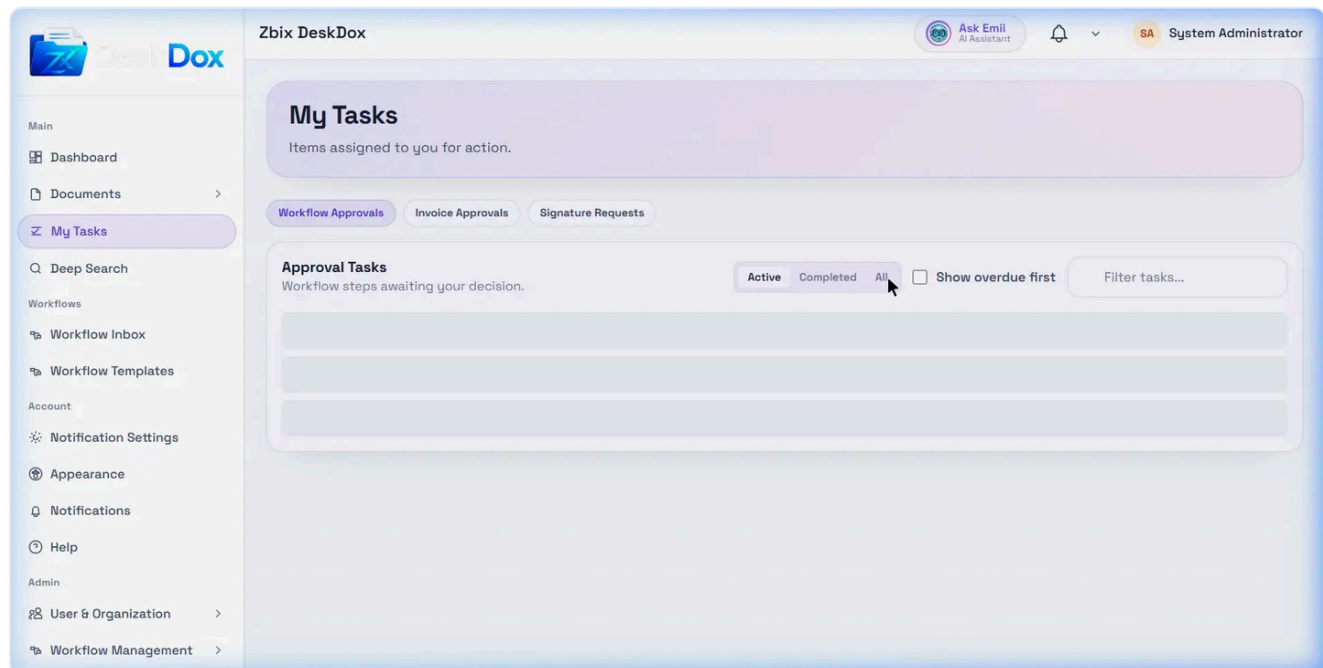 DeskDox
Zbix DeskDox
Ask Emii
AI Assistant
SA
System Administrator
Main
Dashboard
Documents
My Tasks
Deep Search
Workflows
Workflow Inbox
Workflow Templates
Account
Notification Settings
Appearance
Notifications
Help
Admin
User & Organization
Workflow Management
My Tasks
Items assigned to you for action.
Workflow Approvals
Invoice Approvals
Signature Requests
Approval Tasks
Workflow steps awaiting your decision.
Active
Completed
All
Show overdue first
Filter tasks...